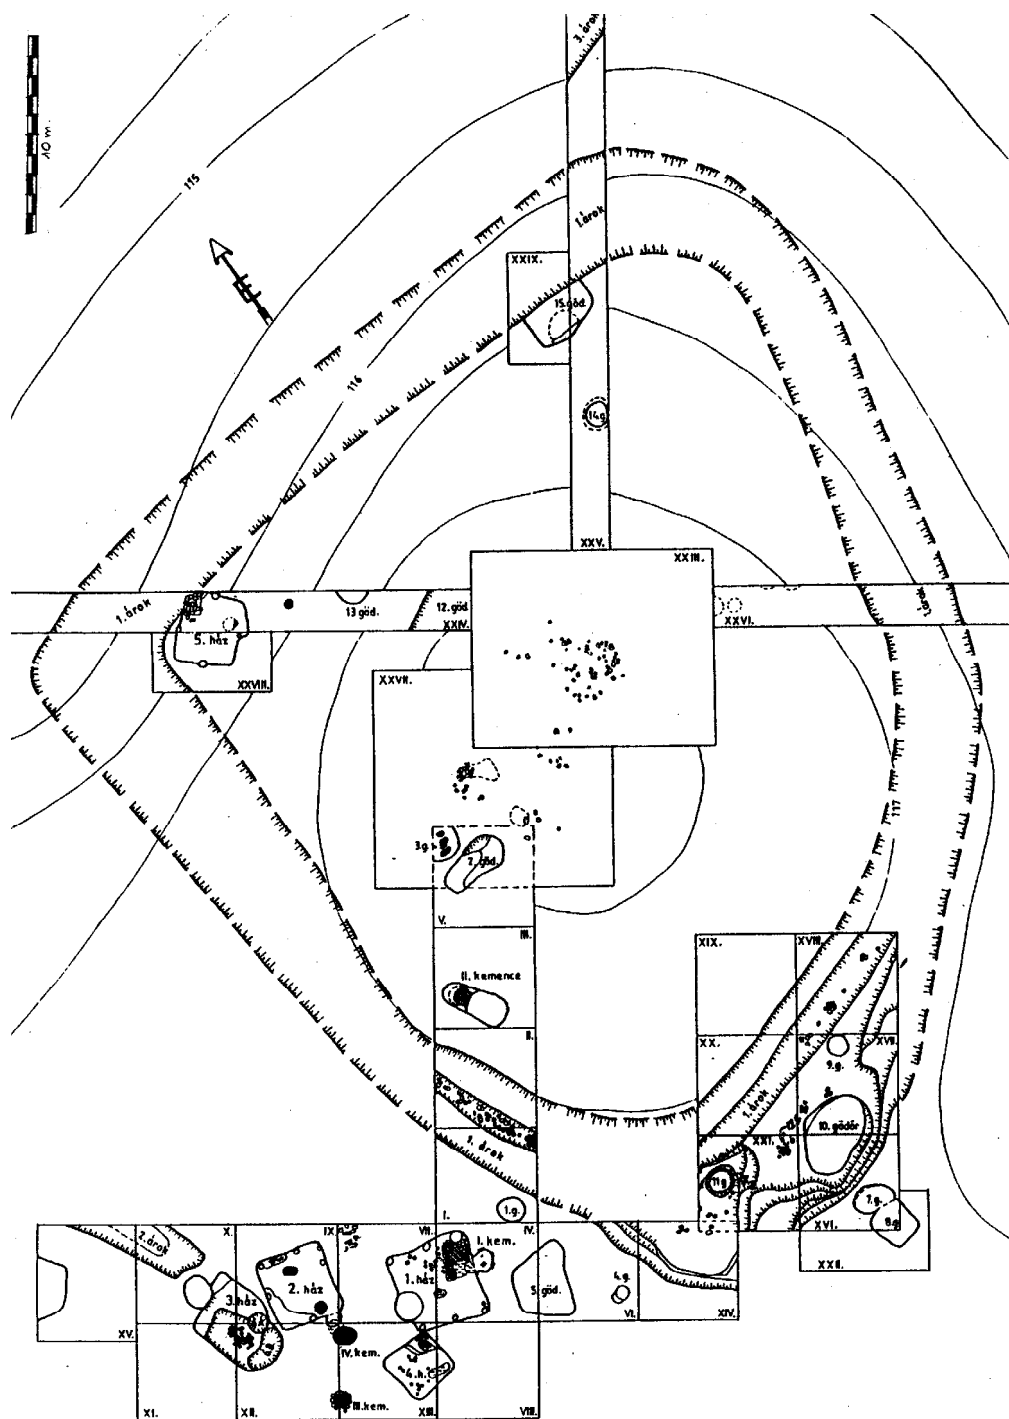 3. árok
10 m.
115
1. árok
XXIX.
15. göd.
116
14g.
XXV.
XXIII.
1. árok
13 göd.
12. göd.
XXIV.
XXVI.
1. árok
5. ház
XXVIII.
XXVII.
117
3.g.
2. göd.
V.
III.
II. kemence
II.
XIX.
XVIII.
XX.
XVII.
9.g.
1. árok
10. gödör
1. árok
XXI.
11g.
7.g.
8.g.
1.g.
I.
XVI.
XXII.
2. árok
X.
IX.
VII.
I. kem.
IV.
1. ház
2. ház
3. ház
5. göd.
4.g.
VI.
XIV.
XV.
IV. kem.
4.h.
III. kem.
XI.
XII.
XIII.
VIII.